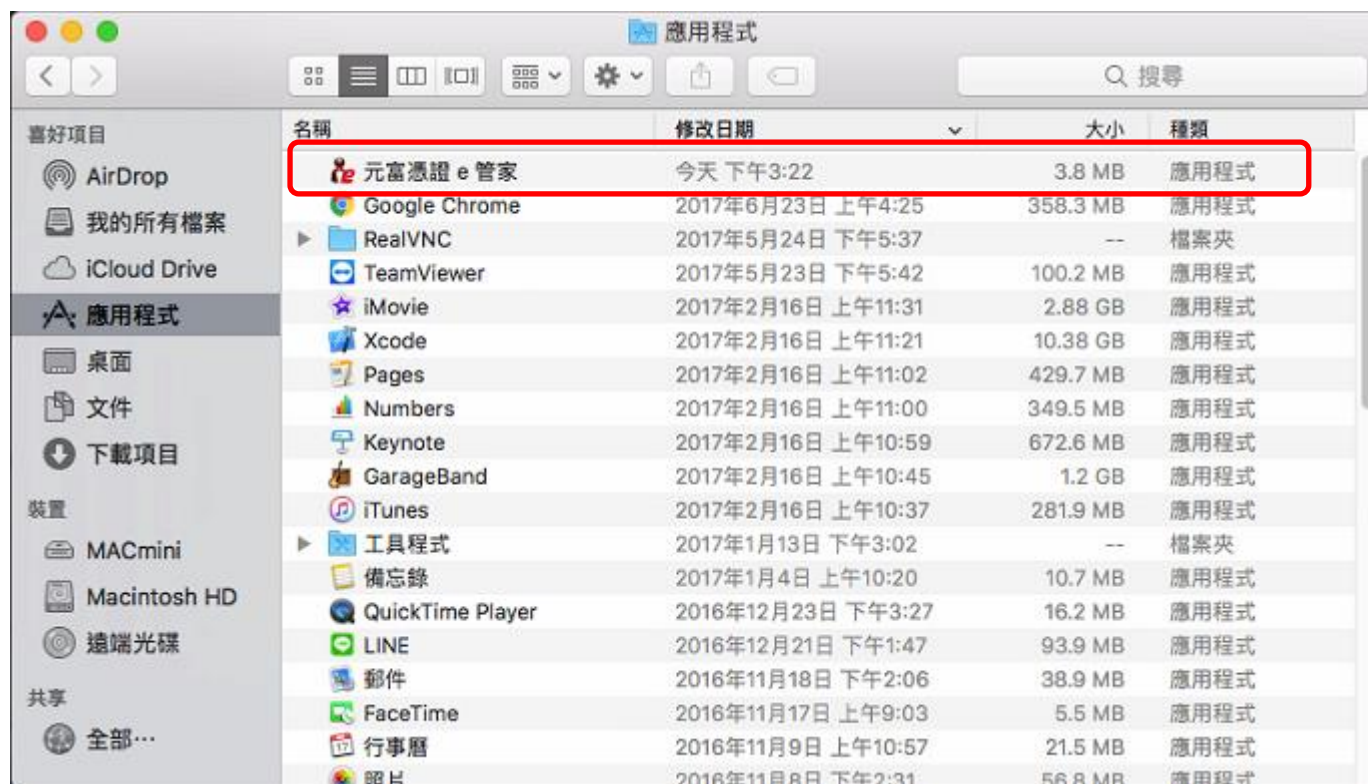 應用程式
搜尋
喜好項目
AirDrop
我的所有檔案
iCloud Drive
應用程式
桌面
文件
下載項目
裝置
MACmini
Macintosh HD
遠端光碟
共享
全部…
名稱 修改日期 大小 種類
元富憑證 e 管家 今天 下午3:22 3.8 MB 應用程式
Google Chrome 2017年6月23日 上午4:25 358.3 MB 應用程式
RealVNC 2017年5月24日 下午5:37 -- 檔案夾
TeamViewer 2017年5月23日 下午5:42 100.2 MB 應用程式
iMovie 2017年2月16日 上午11:31 2.88 GB 應用程式
Xcode 2017年2月16日 上午11:21 10.38 GB 應用程式
Pages 2017年2月16日 上午11:02 429.7 MB 應用程式
Numbers 2017年2月16日 上午11:00 349.5 MB 應用程式
Keynote 2017年2月16日 上午10:59 672.6 MB 應用程式
GarageBand 2017年2月16日 上午10:45 1.2 GB 應用程式
iTunes 2017年2月16日 上午10:37 281.9 MB 應用程式
工具程式 2017年1月13日 下午3:02 -- 檔案夾
備忘錄 2017年1月4日 上午10:20 10.7 MB 應用程式
QuickTime Player 2016年12月23日 下午3:27 16.2 MB 應用程式
LINE 2016年12月21日 下午1:47 93.9 MB 應用程式
郵件 2016年11月18日 下午2:06 38.9 MB 應用程式
FaceTime 2016年11月17日 上午9:03 5.5 MB 應用程式
行事曆 2016年11月9日 上午10:57 21.5 MB 應用程式
照片 2016年11月8日 下午2:31 56.8 MB 應用程式